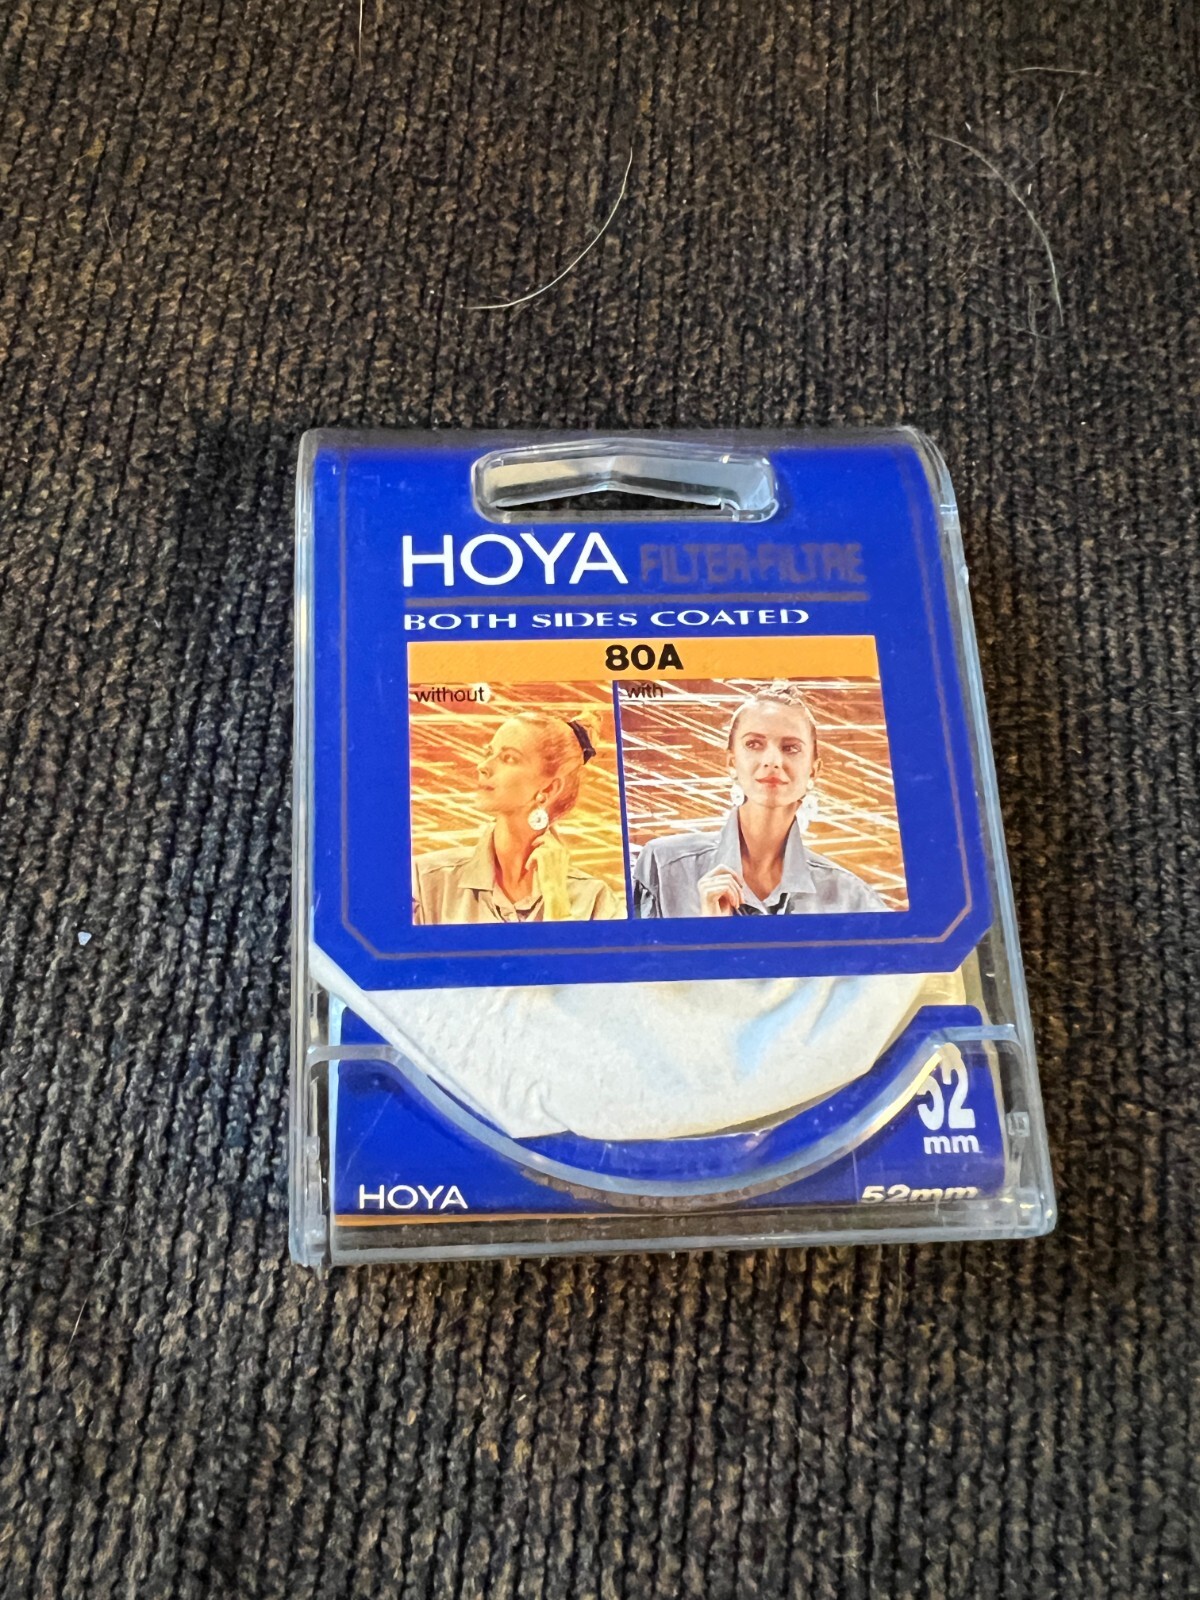 HOYA FILTER·FILTRE
BOTH SIDES COATED
80A
without
with
52
mm
HOYA
52mm